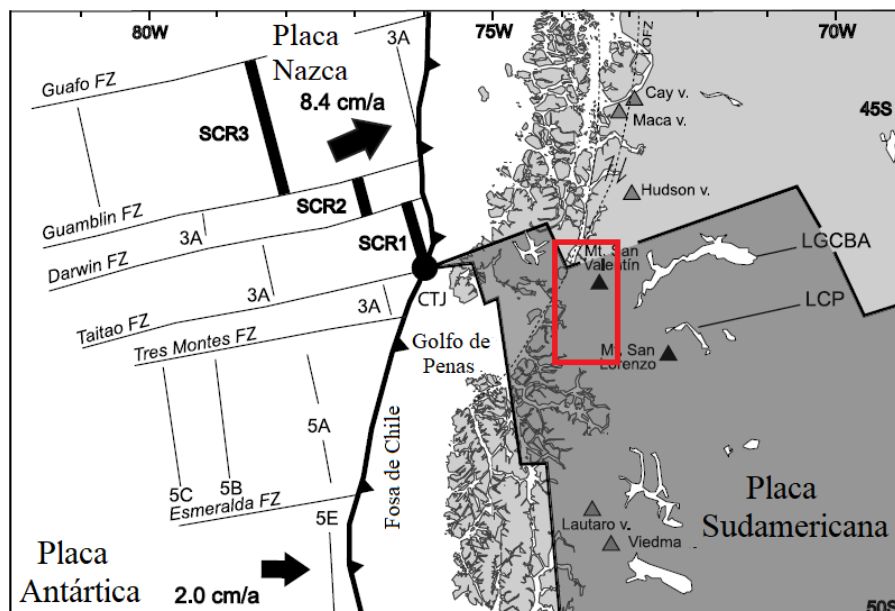 80W
75W
70W
Placa
Nazca
3A
LOFZ
Guafo FZ
8.4 cm/a
Cay v.
Maca v.
45S
SCR3
Hudson v.
Guamblin FZ
SCR2
3A
SCR1
Darwin FZ
Mt. San
Valentín
LGCBA
3A
CTJ
3A
LCP
Taitao FZ
Tres Montes FZ
Golfo de
Penas
Mt. San
Lorenzo
5A
Fosa de Chile
5C
5B
Esmeralda FZ
5E
Placa
Sudamericana
Lautaro v.
Viedma
Placa
Antártica
2.0 cm/a
50S